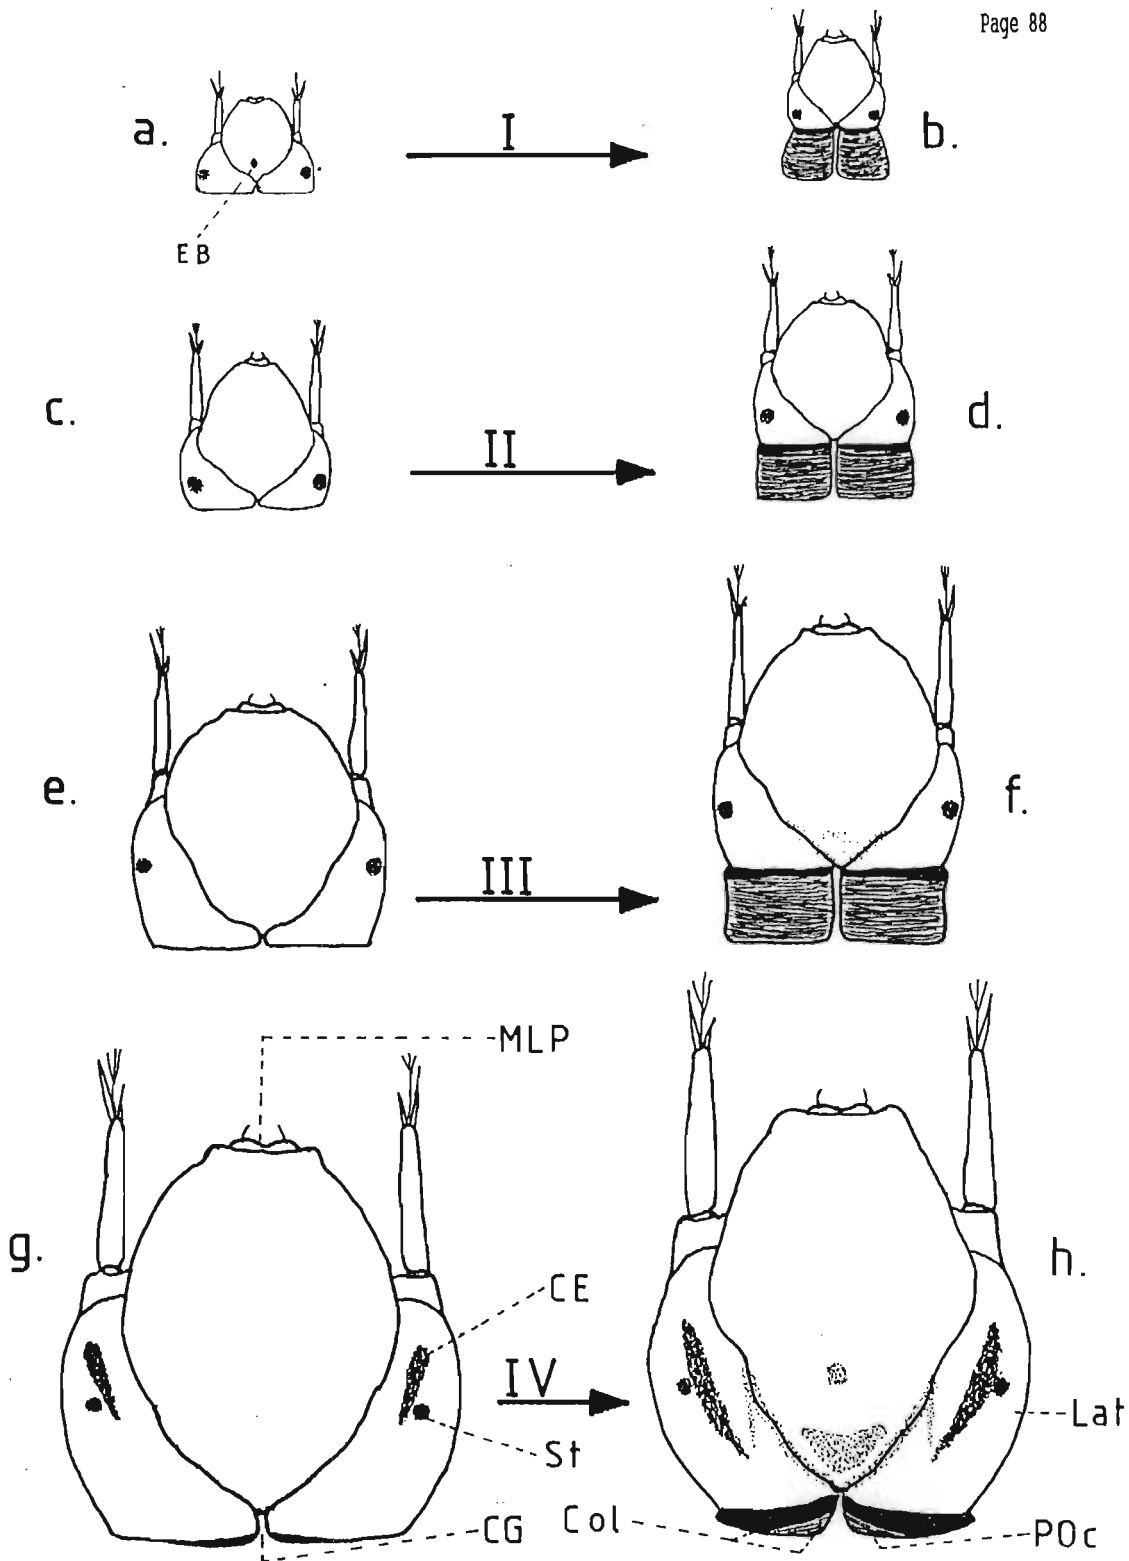 Page 88
a.
I
b.
EB
c.
II
d.
e.
III
f.
MLP
g.
h.
CE
IV
Lat
St
CG
Col
POc